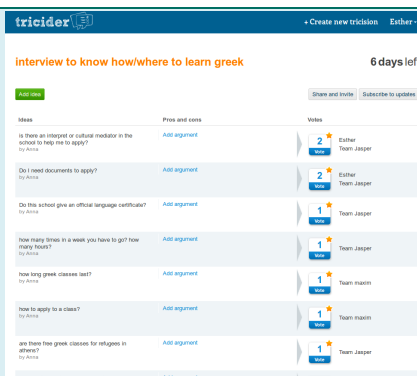 tricider
+ Create new tricision Esther
interview to know how/where to learn greek
6 days left
Add idea
Share and invite Subscribe to updates
Ideas Pros and cons Votes
is there an interpret or cultural mediator in the Add argument
school to help me to apply?
by Anna
2 Esther
Vote Team Jasper
Do I need documents to apply? Add argument
by Anna
2 Esther
Vote Team Jasper
Do this school give an official language certificate? Add argument
by Anna
1 Team Jasper
Vote
how many times in a week you have to go? how Add argument
many hours?
by Anna
1 Team Jasper
Vote
how long greek classes last? Add argument
by Anna
1 Team maxim
Vote
how to apply to a class? Add argument
by Anna
1 Team maxim
Vote
are there free greek classes for refugees in Add argument
athens?
by Anna
1 Team Jasper
Vote